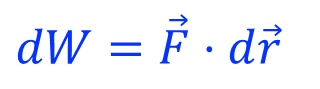 dW = F⃗ · dr⃗